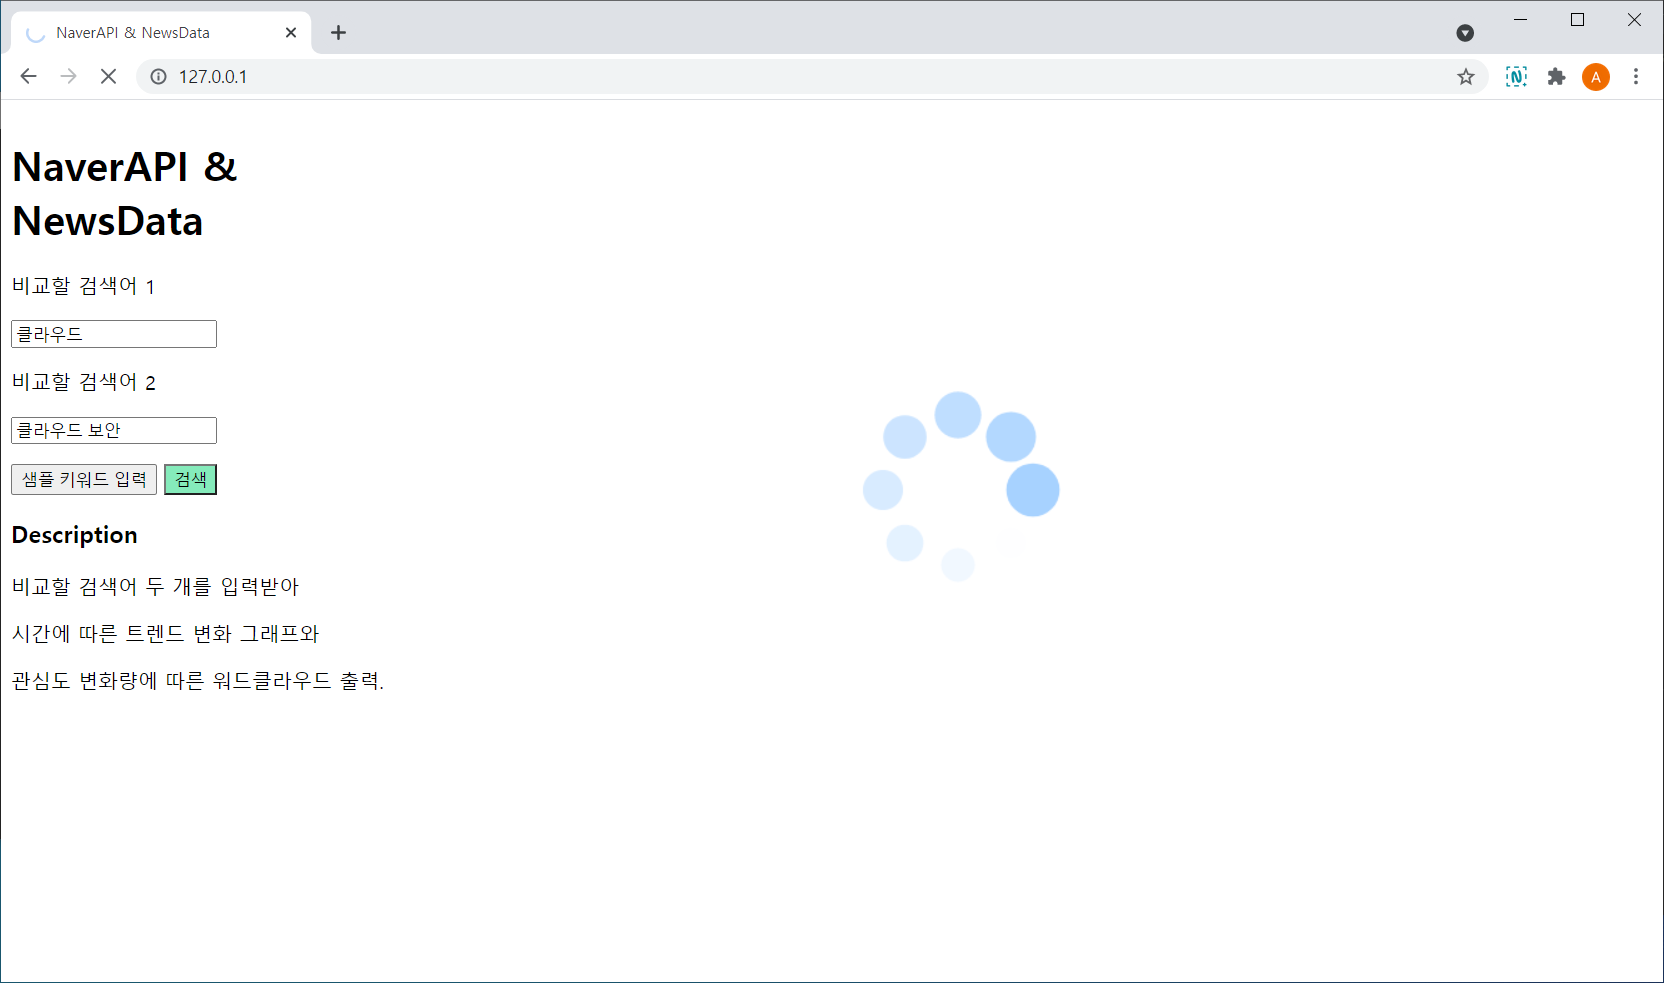 NaverAPI & NewsData
127.0.0.1
A
NaverAPI &
NewsData
비교할 검색어 1
클라우드
비교할 검색어 2
클라우드 보안
샘플 키워드 입력 검색
Description
비교할 검색어 두 개를 입력받아
시간에 따른 트렌드 변화 그래프와
관심도 변화량에 따른 워드클라우드 출력.